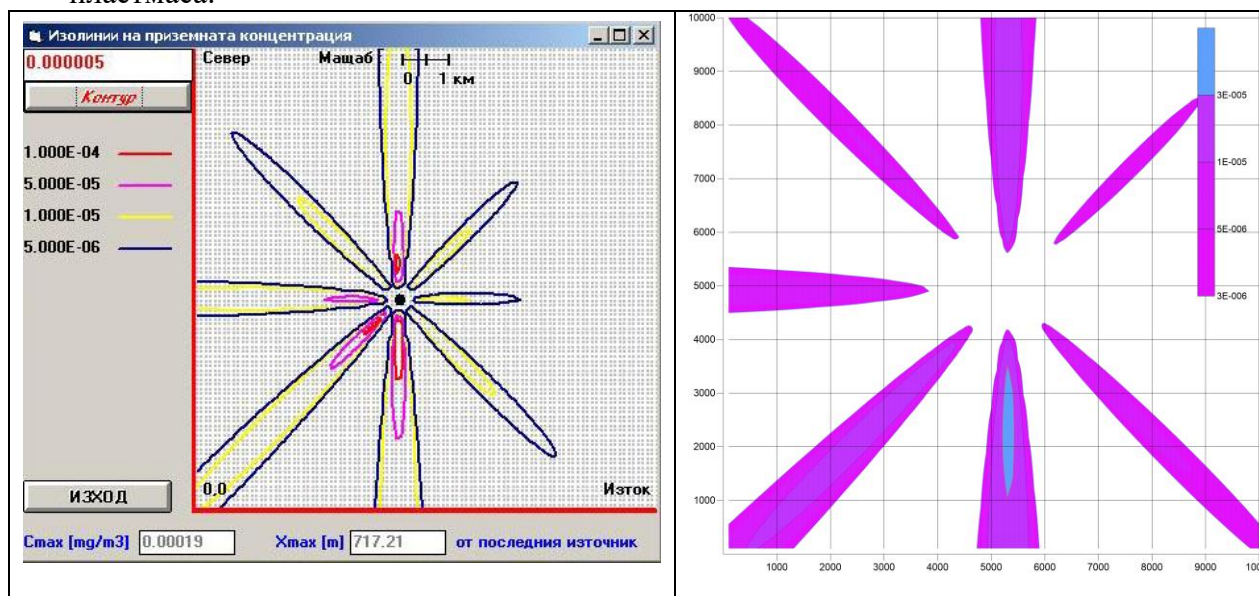 пластмаса.
Изолинии на приземната концентрация
0.000005
Контур
1.000E-04
5.000E-05
1.000E-05
5.000E-06
ИЗХОД
Север
Мащаб :
0 1 км
0,0
Изток
Cmax [mg/m3] 0.00019 Xmax [m] 717.21 от последния източник
10000
9000
8000
7000
6000
5000
4000
3000
2000
1000
1000 2000 3000 4000 5000 6000 7000 8000 9000
3E-005
1E-005
5E-006
3E-006